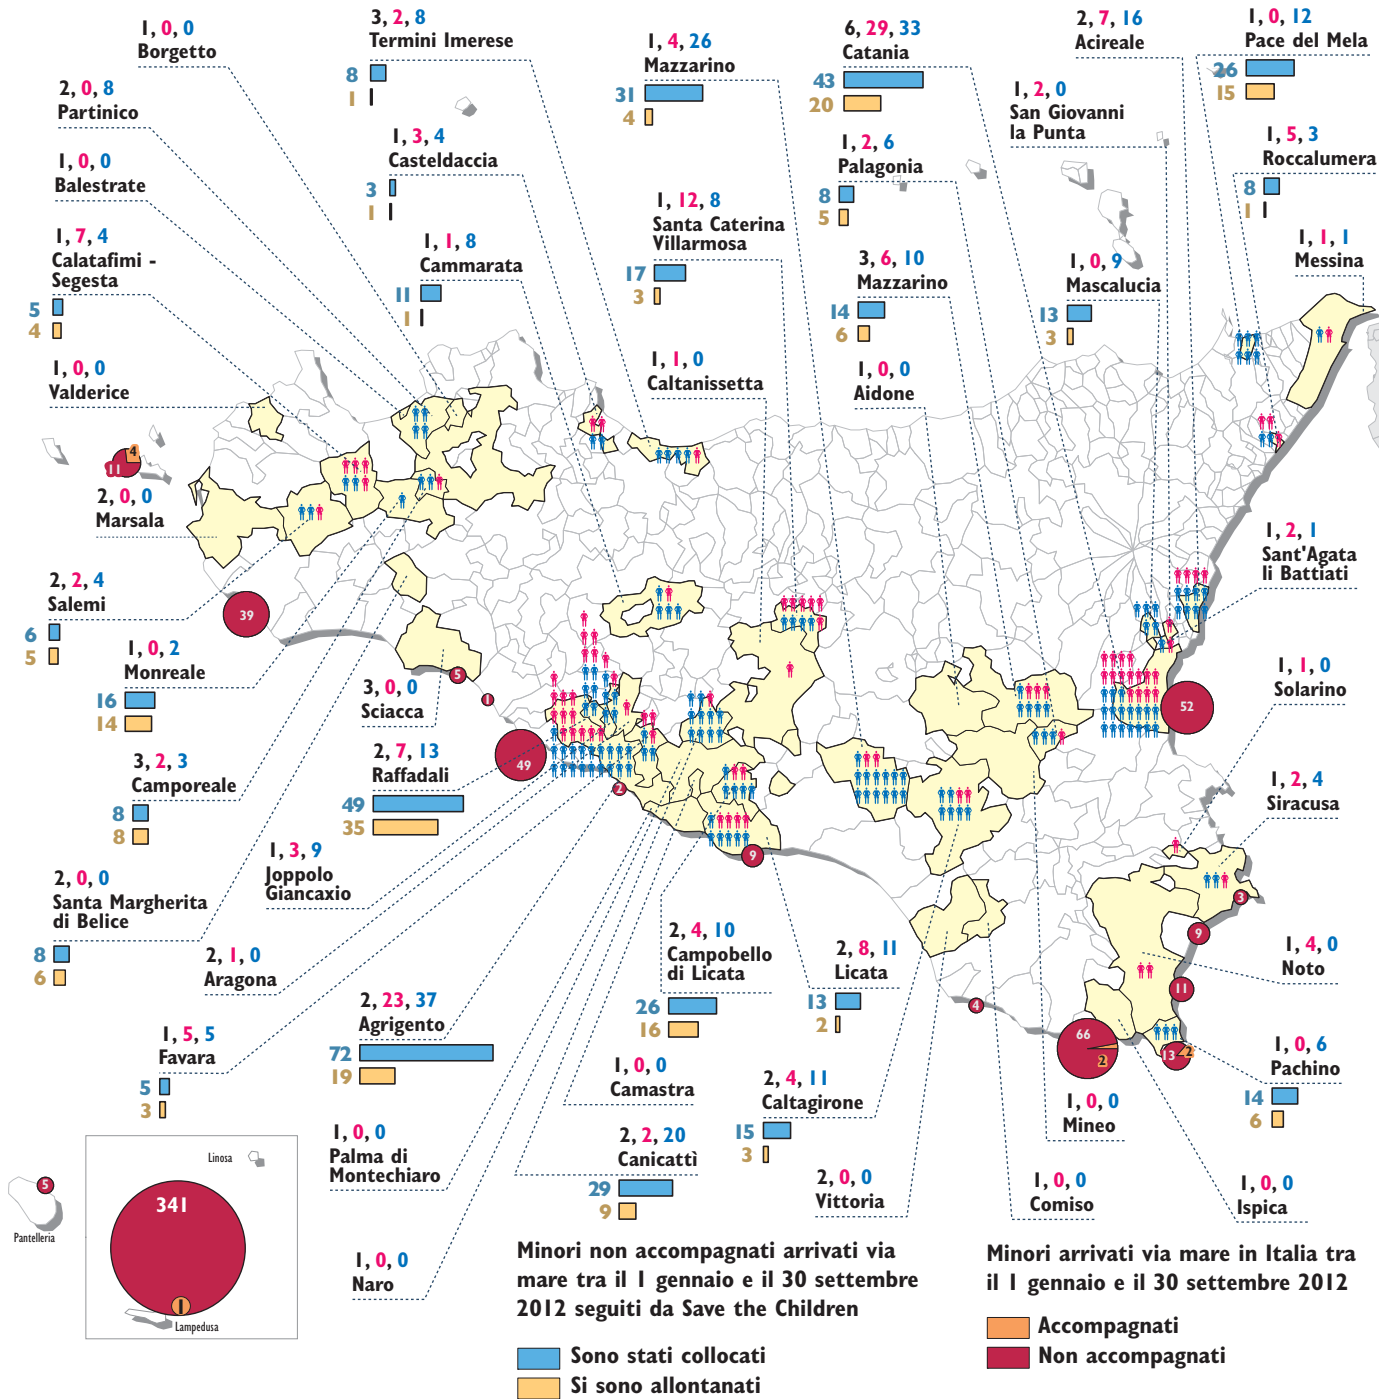 1, 0, 0
Borgetto
3, 2, 8
Termini Imerese
8
1
1, 4, 26
Mazzarino
31
4
6, 29, 33
Catania
43
20
2, 7, 16
Acireale
1, 0, 12
Pace del Mela
26
15
2, 0, 8
Partinico
1, 3, 4
Casteldaccia
3
1
1, 2, 0
San Giovanni
la Punta
1, 0, 0
Balestrate
1, 2, 6
Palagonia
8
5
1, 5, 3
Roccalumera
8
1
1, 7, 4
Calatafimi -
Segesta
5
4
1, 1, 8
Cammarata
11
1
1, 12, 8
Santa Caterina
Villarmosa
17
3
3, 6, 10
Mazzarino
14
6
1, 0, 9
Mascalucia
13
3
1, 1, 1
Messina
1, 0, 0
Valderice
1, 1, 0
Caltanissetta
1, 0, 0
Aidone
4
11
2, 0, 0
Marsala
1, 2, 1
Sant'Agata
li Battiati
2, 2, 4
Salemi
6
5
39
1, 0, 2
Monreale
16
14
5
1
3, 0, 0
Sciacca
52
1, 1, 0
Solarino
2, 7, 13
Raffadali
49
35
49
2
3, 2, 3
Camporeale
8
8
1, 2, 4
Siracusa
1, 3, 9
Joppolo
Giancaxio
9
2, 0, 0
Santa Margherita
di Belice
8
6
2, 1, 0
Aragona
2, 4, 10
Campobello
di Licata
26
16
2, 8, 11
Licata
13
2
3
9
1, 4, 0
Noto
11
4
2, 23, 37
Agrigento
72
19
1, 5, 5
Favara
5
3
66
2
13
2
1, 0, 6
Pachino
14
6
1, 0, 0
Camastra
2, 4, 11
Caltagirone
15
3
1, 0, 0
Mineo
1, 0, 0
Palma di
Montechiaro
2, 2, 20
Canicattì
29
9
2, 0, 0
Vittoria
1, 0, 0
Comiso
1, 0, 0
Ispica
Linosa
341
1
Lampedusa
5
Pantelleria
1, 0, 0
Naro
Minori non accompagnati arrivati via
mare tra il 1 gennaio e il 30 settembre
2012 seguiti da Save the Children
Sono stati collocati
Si sono allontanati
Minori arrivati via mare in Italia tra
il 1 gennaio e il 30 settembre 2012
Accompagnati
Non accompagnati